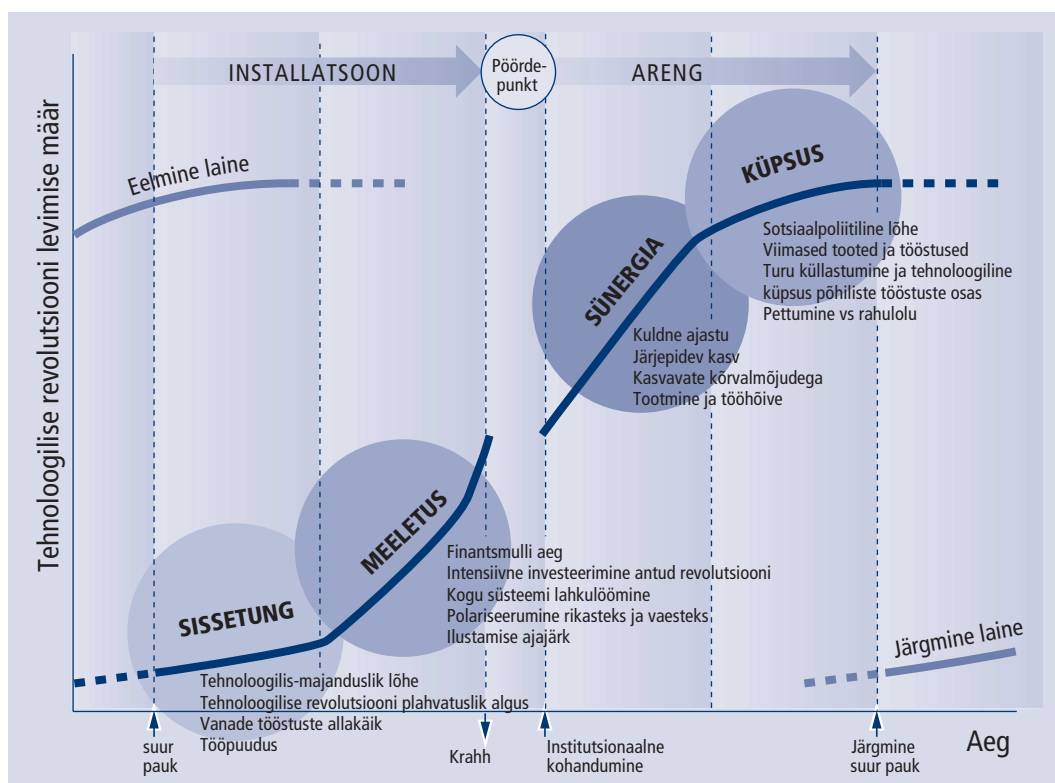 INSTALLATSOON
Pöörde-
punkt
ARENG
Tehnoloogilise revolutsiooni levimise määr
Eelmine laine
KÜPSUS
Sotsiaalpoliitiline lõhe
Viimased tooted ja tööstused
Turu küllastumine ja tehnoloogiline
küpsus põhiliste tööstuste osas
Pettumine vs rahulolu
SÜNERGIA
Kuldne ajastu
Järjepidev kasv
Kasvavate kõrvalmõjudega
Tootmine ja tööhõive
MEELETUS
Finantsmulli aeg
Intensiivne investeerimine antud revolutsiooni
Kogu süsteemi lahkulöömine
Polariseerumine rikasteks ja vaesteks
Ilustamise ajajärk
SISSETUNG
Tehnoloogilis-majanduslik lõhe
Tehnoloogilise revolutsiooni plahvatuslik algus
Vanade tööstuste allakäik
Tööpuudus
Järgmine laine
suur
pauk
Krahh
Institutsionaalne
kohandumine
Järgmine
suur pauk
Aeg